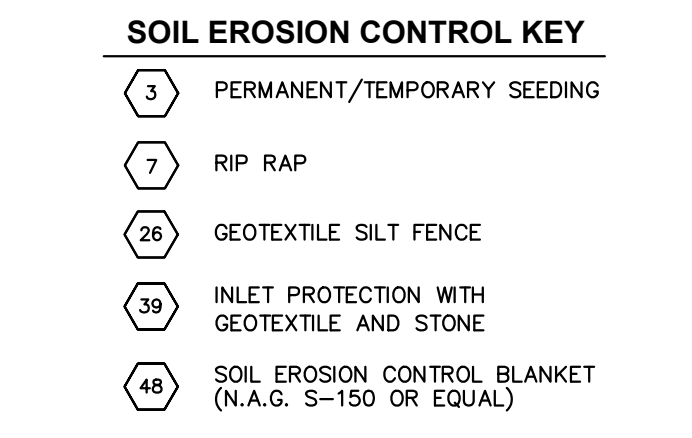 SOIL EROSION CONTROL KEY
3 PERMANENT/TEMPORARY SEEDING
7 RIP RAP
26 GEOTEXTILE SILT FENCE
39 INLET PROTECTION WITH
GEOTEXTILE AND STONE
48 SOIL EROSION CONTROL BLANKET
(N.A.G. S-150 OR EQUAL)